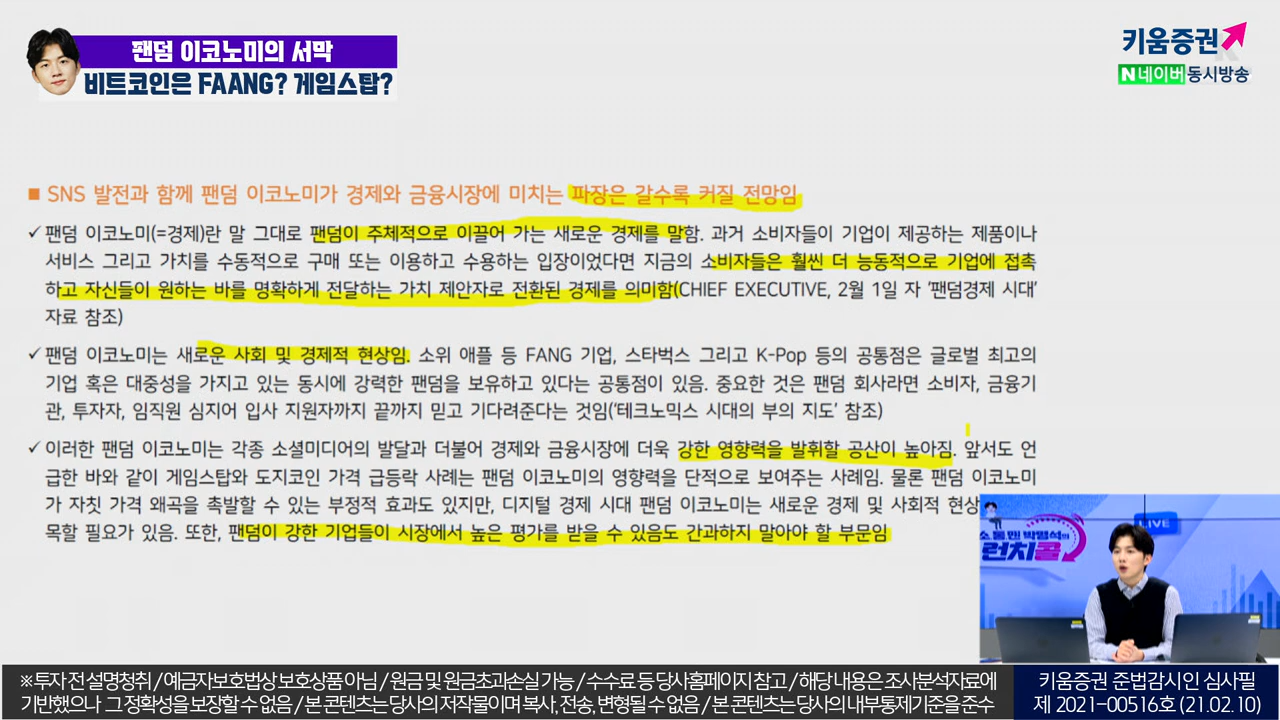 팬덤 이코노미의 서막
비트코인은 FAANG? 게임스탑?
키움증권
N 네이버 동시방송
■ SNS 발전과 함께 팬덤 이코노미가 경제와 금융시장에 미치는 파장은 갈수록 커질 전망임
✓ 팬덤 이코노미(=경제)란 말 그대로 팬덤이 주체적으로 이끌어 가는 새로운 경제를 말함. 과거 소비자들이 기업이 제공하는 제품이나
서비스 그리고 가치를 수동적으로 구매 또는 이용하고 수용하는 입장이었다면 지금의 소비자들은 훨씬 더 능동적으로 기업에 접촉
하고 자신들이 원하는 바를 명확하게 전달하는 가치 제안자로 전환된 경제를 의미함(CHIEF EXECUTIVE, 2월 1일 자 '팬덤경제 시대'
자료 참조)
✓ 팬덤 이코노미는 새로운 사회 및 경제적 현상임. 소위 애플 등 FANG 기업, 스타벅스 그리고 K-Pop 등의 공통점은 글로벌 최고의
기업 혹은 대중성을 가지고 있는 동시에 강력한 팬덤을 보유하고 있다는 공통점이 있음. 중요한 것은 팬덤 회사라면 소비자, 금융기
관, 투자자, 임직원 심지어 입사 지원자까지 끝까지 믿고 기다려준다는 것임('테크노믹스 시대의 부의 지도' 참조)
✓ 이러한 팬덤 이코노미는 각종 소셜미디어의 발달과 더불어 경제와 금융시장에 더욱 강한 영향력을 발휘할 공산이 높아짐. 앞서도 언
급한 바와 같이 게임스탑와 도지코인 가격 급등락 사례는 팬덤 이코노미의 영향력을 단적으로 보여주는 사례임. 물론 팬덤 이코노미
가 자칫 가격 왜곡을 촉발할 수 있는 부정적 효과도 있지만, 디지털 경제 시대 팬덤 이코노미는 새로운 경제 및 사회적 현상
목할 필요가 있음. 또한, 팬덤이 강한 기업들이 시장에서 높은 평가를 받을 수 있음도 간과하지 말아야 할 부문임
LIVE
런치콜
※ 투자 전 설명청취 / 예금자보호법상 보호상품 아님 / 원금 및 원금초과손실 가능 / 수수료 등 당사홈페이지 참고 / 해당 내용은 조사분석자료에
기반했으나 그 정확성을 보장할 수 없음 / 본 콘텐츠는 당사의 저작물이며 복사, 전송, 변형될 수 없음 / 본 콘텐츠는 당사의 내부통제기준을 준수
키움증권 준법감시인 심사필
제 2021-00516호 (21.02.10)